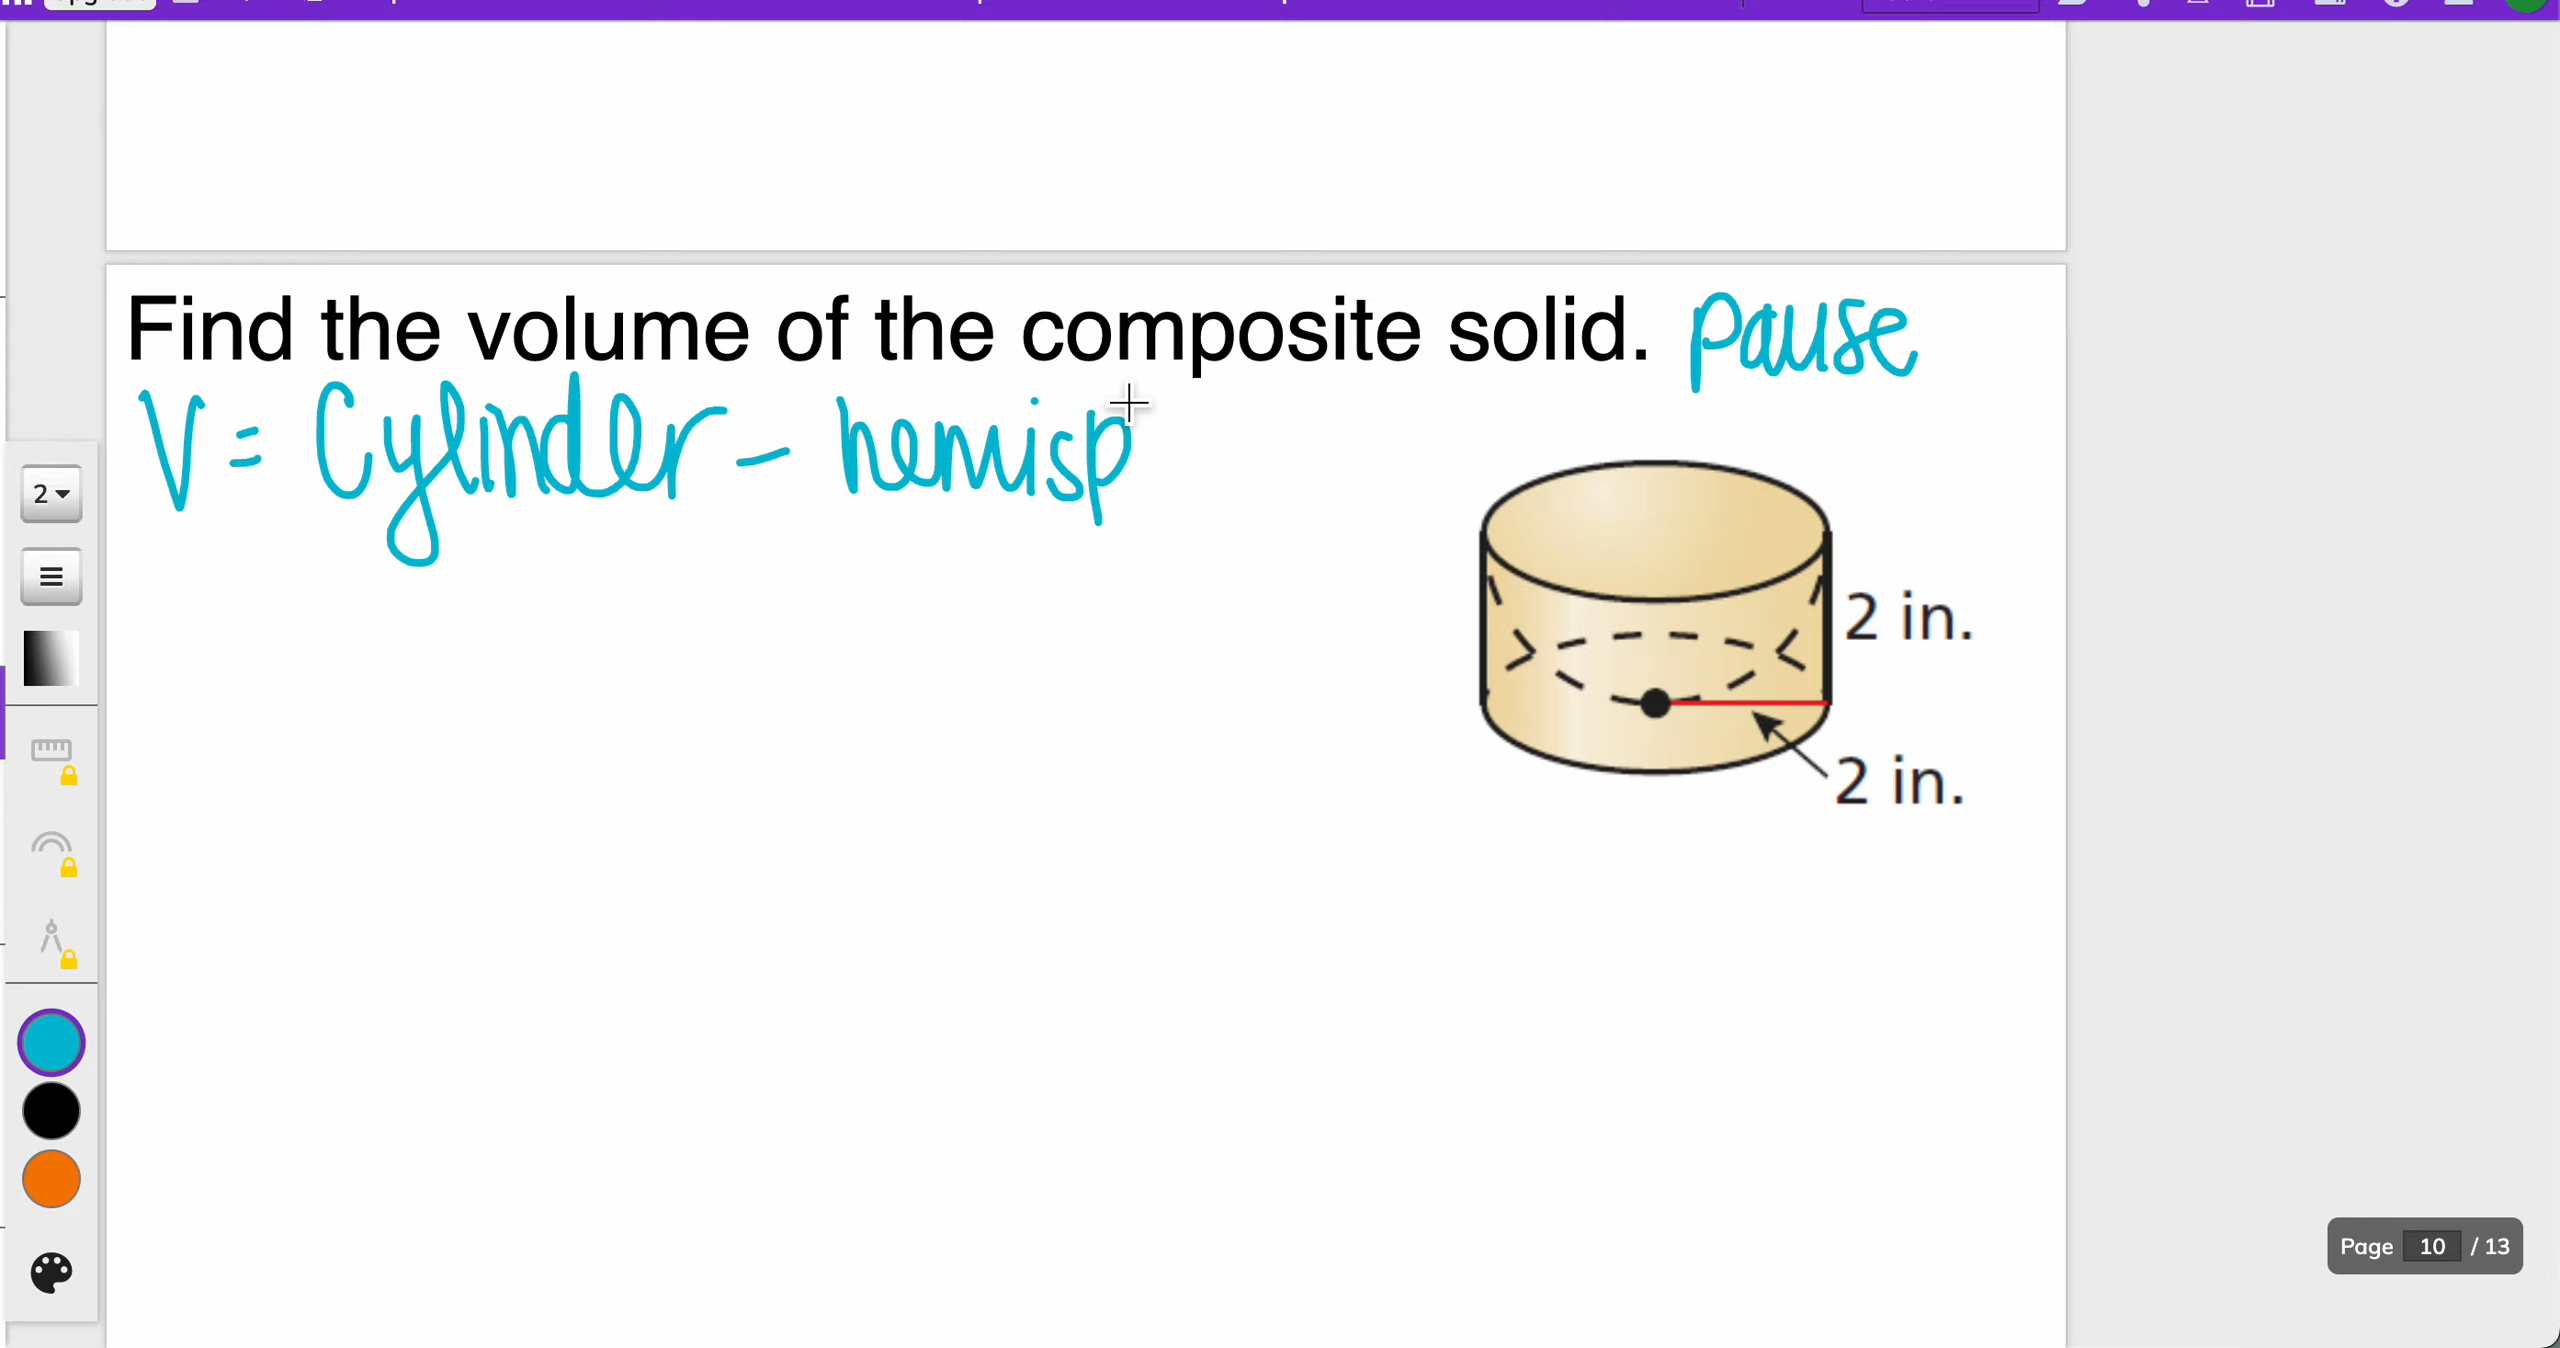 Find the volume of the composite solid. pause
V = Cylinder - hemisp
2 in.
2 in.
2
Page 10 / 13